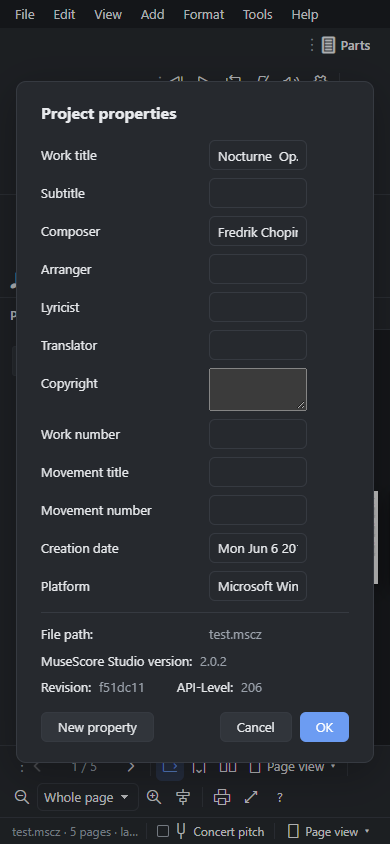 File Edit View Add Format Tools Help
Parts
Project properties
Work title Nocturne Op.
Subtitle
Composer Fredrik Chopin
Arranger
Lyricist
Translator
Copyright
Work number
Movement title
Movement number
Creation date Mon Jun 6 201
Platform Microsoft Win
File path: test.mscz
MuseScore Studio version: 2.0.2
Revision: f51dc11 API-Level: 206
New property Cancel OK
1 / 5 Page view
Whole page ?
test.mscz · 5 pages · la... Concert pitch Page view